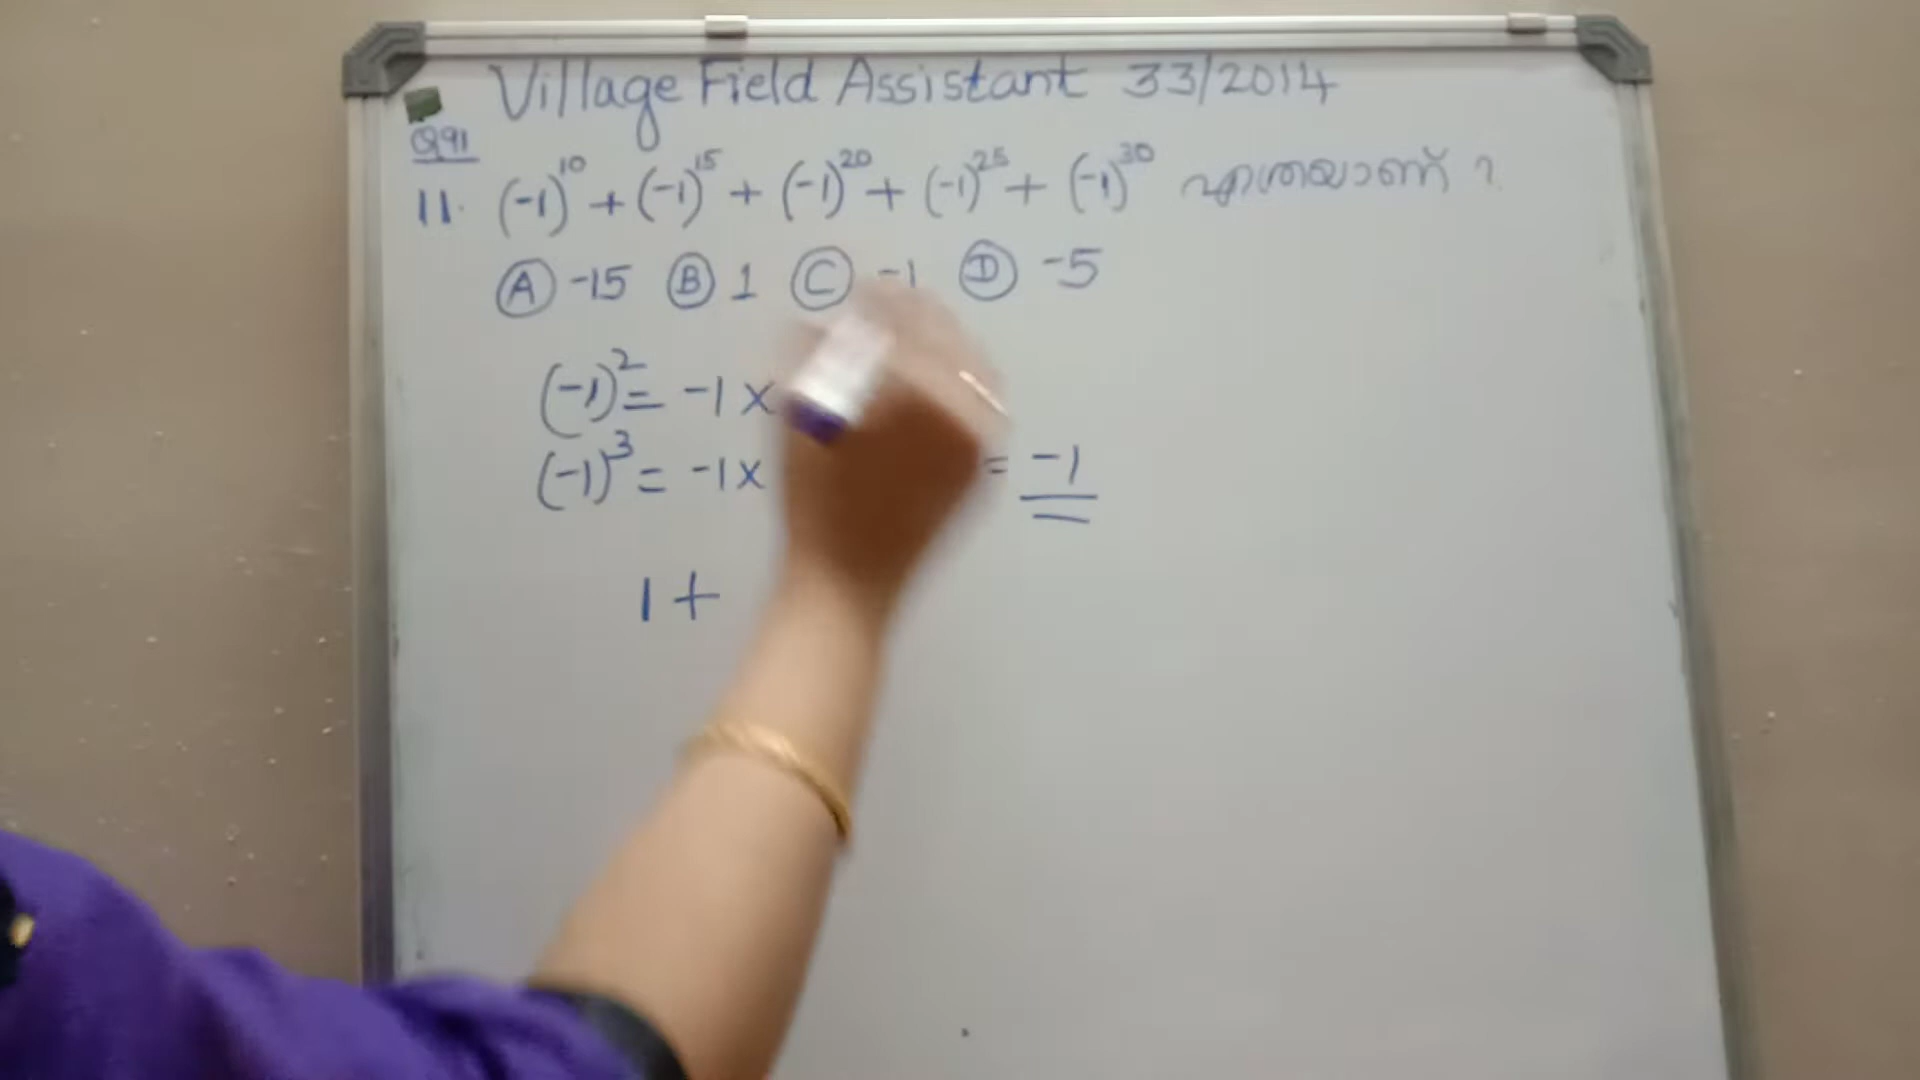 Village Field Assistant 33/2014
Q91
11. (-1)^10 + (-1)^15 + (-1)^20 + (-1)^25 + (-1)^30 എത്രയാണ് ?
Ⓐ -15 Ⓑ 1 Ⓒ -1 Ⓓ -5
(-1)^2 = -1 ×
(-1)^3 = -1 × = -1
1 +